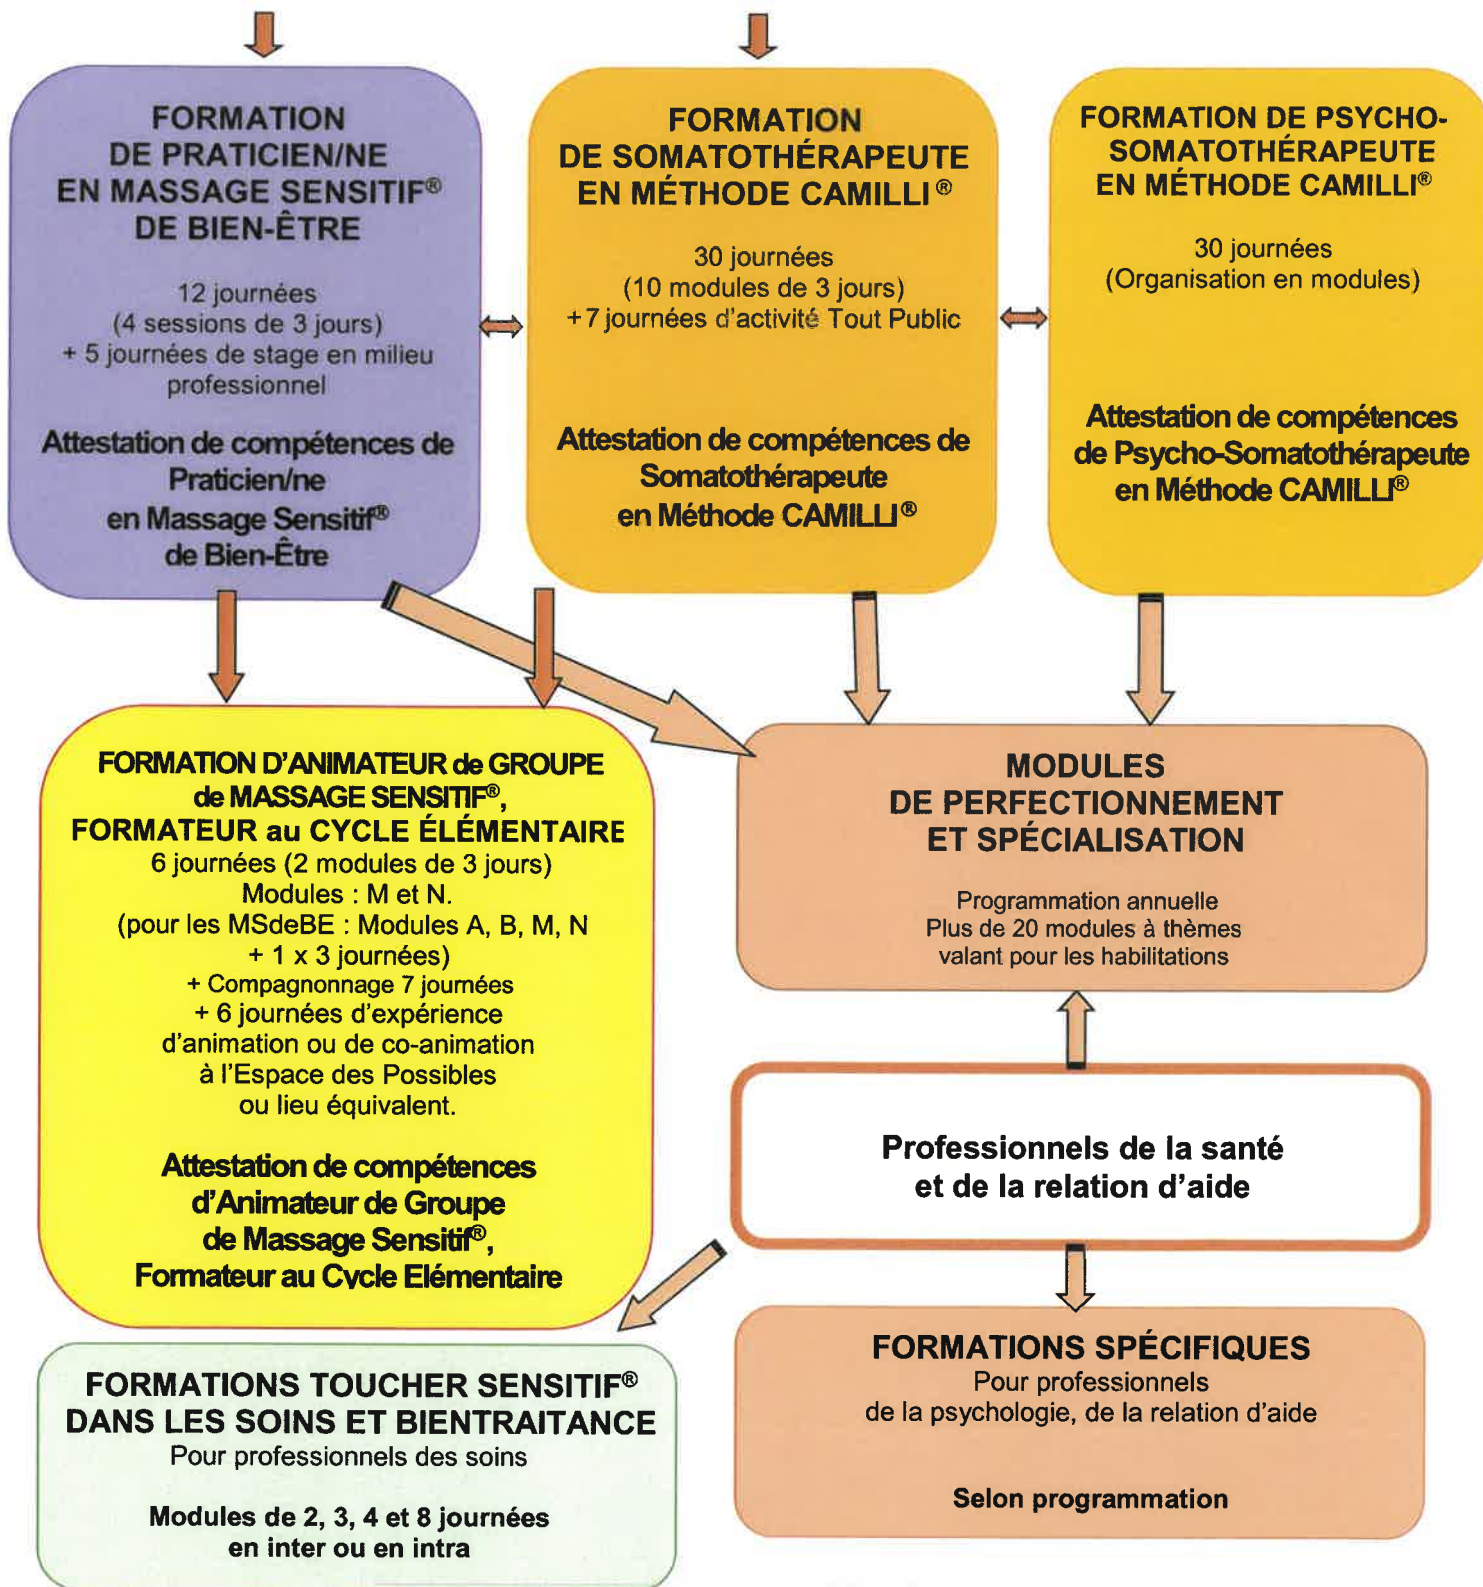 FORMATION
DE PRATICIEN/NE
EN MASSAGE SENSITIF®
DE BIEN-ÊTRE
12 journées
(4 sessions de 3 jours)
+ 5 journées de stage en milieu
professionnel
Attestation de compétences de
Praticien/ne
en Massage Sensitif®
de Bien-Être
FORMATION
DE SOMATOTHÉRAPEUTE
EN MÉTHODE CAMILLI®
30 journées
(10 modules de 3 jours)
+ 7 journées d'activité Tout Public
Attestation de compétences de
Somatothérapeute
en Méthode CAMILLI®
FORMATION DE PSYCHO-
SOMATOTHÉRAPEUTE
EN MÉTHODE CAMILLI®
30 journées
(Organisation en modules)
Attestation de compétences
de Psycho-Somatothérapeute
en Méthode CAMILLI®
FORMATION D'ANIMATEUR de GROUPE
de MASSAGE SENSITIF®,
FORMATEUR au CYCLE ÉLÉMENTAIRE
6 journées (2 modules de 3 jours)
Modules : M et N.
(pour les MSdeBE : Modules A, B, M, N
+ 1 x 3 journées)
+ Compagnonnage 7 journées
+ 6 journées d'expérience
d'animation ou de co-animation
à l'Espace des Possibles
ou lieu équivalent.
Attestation de compétences
d'Animateur de Groupe
de Massage Sensitif®,
Formateur au Cycle Elémentaire
MODULES
DE PERFECTIONNEMENT
ET SPÉCIALISATION
Programmation annuelle
Plus de 20 modules à thèmes
valant pour les habilitations
Professionnels de la santé
et de la relation d'aide
FORMATIONS TOUCHER SENSITIF®
DANS LES SOINS ET BIENTRAITANCE
Pour professionnels des soins
Modules de 2, 3, 4 et 8 journées
en inter ou en intra
FORMATIONS SPÉCIFIQUES
Pour professionnels
de la psychologie, de la relation d'aide
Selon programmation